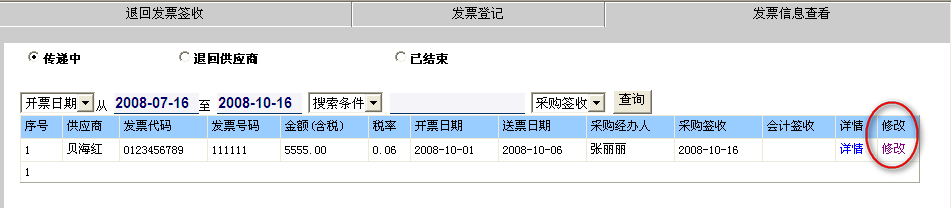 退回发票签收 发票登记 发票信息查看
传递中 退回供应商 已结束
开票日期 从 2008-07-16 至 2008-10-16 搜索条件 采购签收 查询
序号 供应商 发票代码 发票号码 金额(含税) 税率 开票日期 送票日期 采购经办人 采购签收 会计签收 详情 修改
1 贝海红 0123456789 111111 5555.00 0.06 2008-10-01 2008-10-06 张丽丽 2008-10-16 详情 修改
1